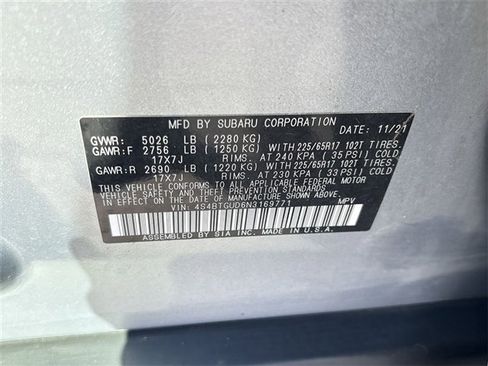 MFD BY SUBARU CORPORATION DATE: 11/21
GVWR: 5026 LB (2280 KG)
GAWR:F 2756 LB (1250 KG) WITH 225/65R17 102T TIRES.
17X7J RIMS. AT 240 KPA (35 PSI) COLD
GAWR:R 2690 LB (1220 KG) WITH 225/65R17 102T TIRES.
17X7J RIMS. AT 230 KPA (33 PSI) COLD
THIS VEHICLE CONFORMS TO ALL APPLICABLE FEDERAL MOTOR
VEHICLE SAFETY AND THEFT PREVENTION STANDARDS
IN EFFECT ON THE DATE OF MANUFACTURE SHOWN ABOVE.
VIN: 4S4BTGUD6N3169771 MPV
ASSEMBLED BY SIA INC. MADE IN U.S.A.